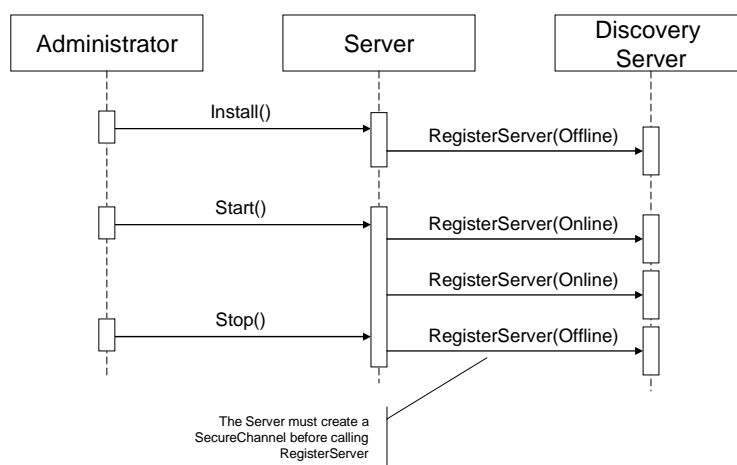 Administrator
Server
Discovery
Server
Install()
RegisterServer(Offline)
Start()
RegisterServer(Online)
RegisterServer(Online)
Stop()
RegisterServer(Offline)
The Server must create a
SecureChannel before calling
RegisterServer